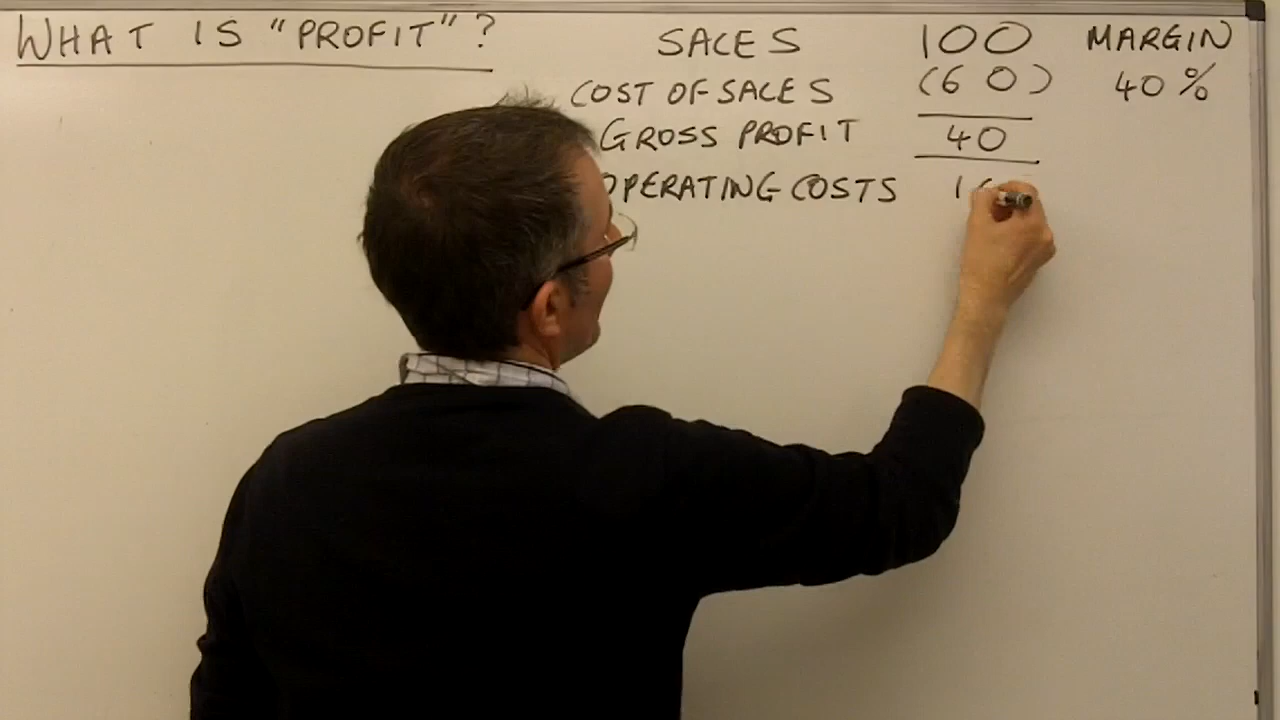 WHAT IS "PROFIT"?
SALES 100 MARGIN
COST OF SALES (60) 40%
GROSS PROFIT 40
OPERATING COSTS